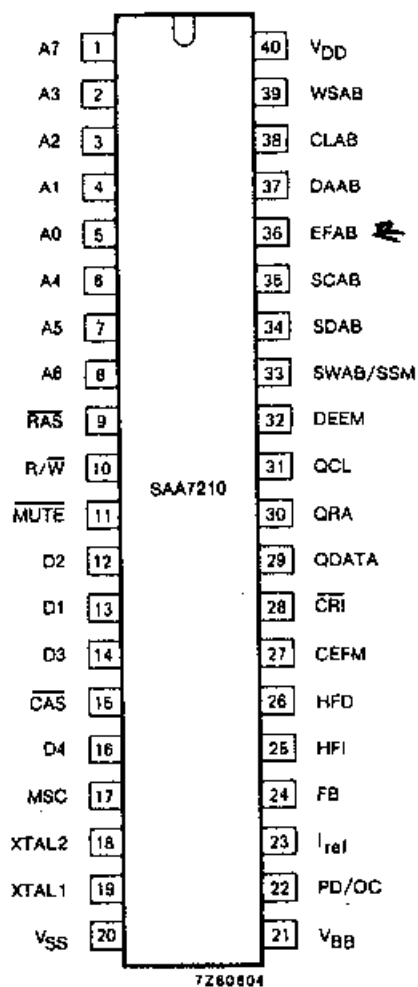 A7 1 40 VDD
A3 2 39 WSAB
A2 3 38 CLAB
A1 4 37 DAAB
A0 5 36 EFAB
A4 6 35 SCAB
A5 7 34 SDAB
A6 8 33 SWAB/SSM
RAS 9 32 DEEM
R/W 10 31 QCL
SAA7210
MUTE 11 30 QRA
D2 12 29 QDATA
D1 13 28 CRI
D3 14 27 CEFM
CAS 15 26 HFD
D4 16 25 HFI
MSC 17 24 FB
XTAL2 18 23 Iref
XTAL1 19 22 PD/OC
VSS 20 21 VBB
7Z80604